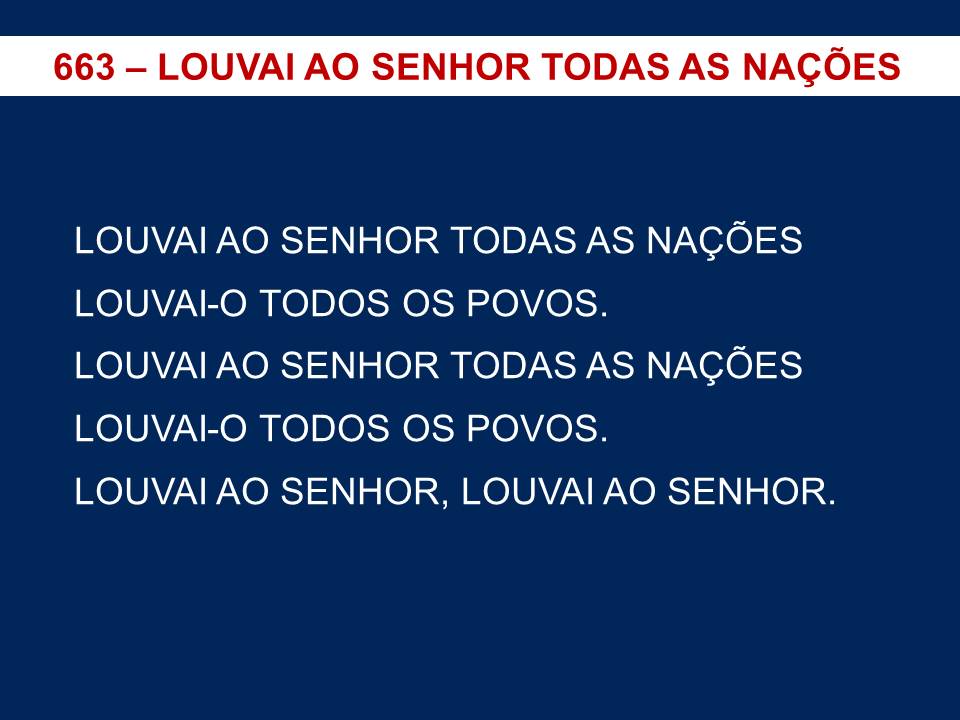 663 – LOUVAI AO SENHOR TODAS AS NAÇÕES
LOUVAI AO SENHOR TODAS AS NAÇÕES
LOUVAI-O TODOS OS POVOS.
LOUVAI AO SENHOR TODAS AS NAÇÕES
LOUVAI-O TODOS OS POVOS.
LOUVAI AO SENHOR, LOUVAI AO SENHOR.